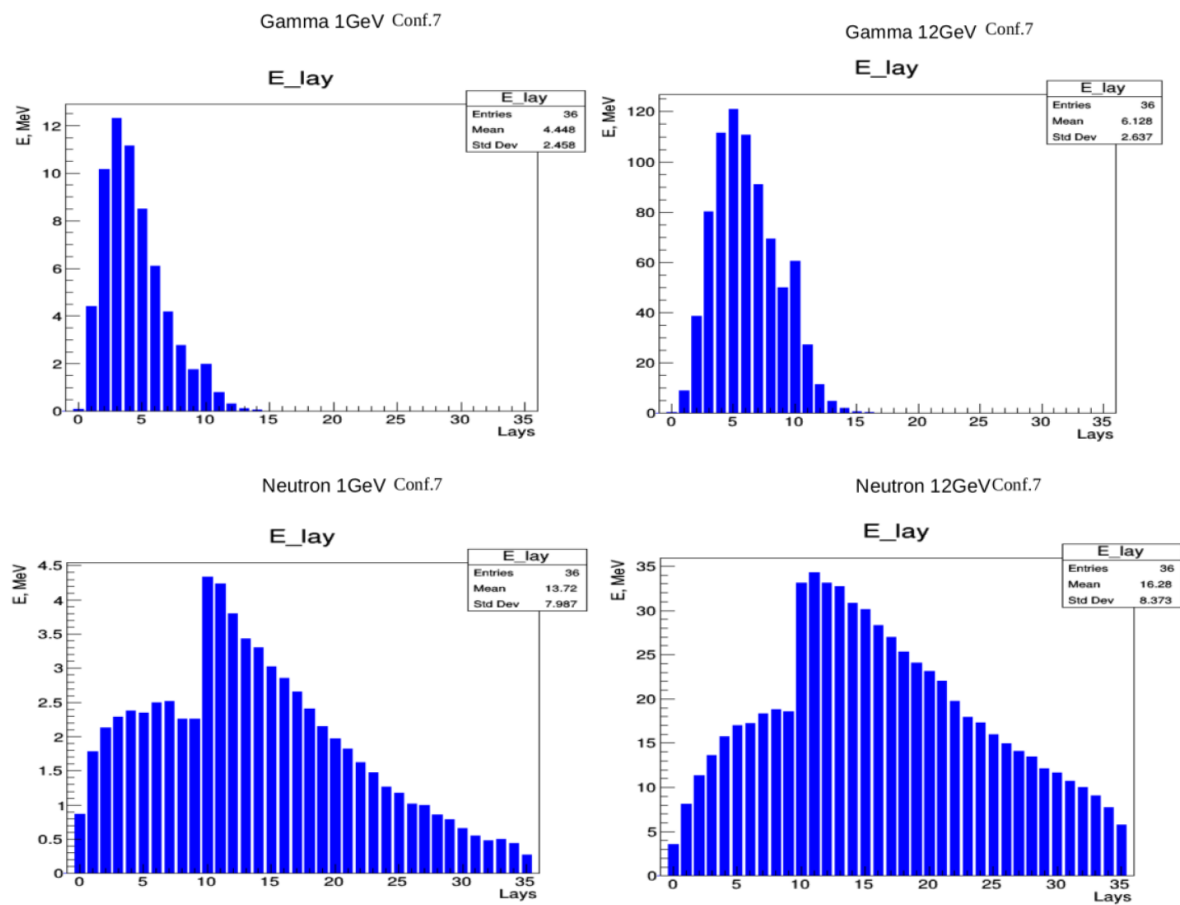 Gamma 1GeV Conf.7
E_lay
E, MeV
E_lay
Entries 36
Mean 4.448
Std Dev 2.458
12
10
8
6
4
2
0
0 5 10 15 20 25 30 35
Lays
Gamma 12GeV Conf.7
E_lay
E, MeV
E_lay
Entries 36
Mean 6.128
Std Dev 2.637
120
100
80
60
40
20
0
0 5 10 15 20 25 30 35
Lays
Neutron 1GeV Conf.7
E_lay
E, MeV
E_lay
Entries 36
Mean 13.72
Std Dev 7.987
4.5
4
3.5
3
2.5
2
1.5
1
0.5
0
0 5 10 15 20 25 30 35
Lays
Neutron 12GeV Conf.7
E_lay
E, MeV
E_lay
Entries 36
Mean 16.28
Std Dev 8.373
35
30
25
20
15
10
5
0
0 5 10 15 20 25 30 35
Lays